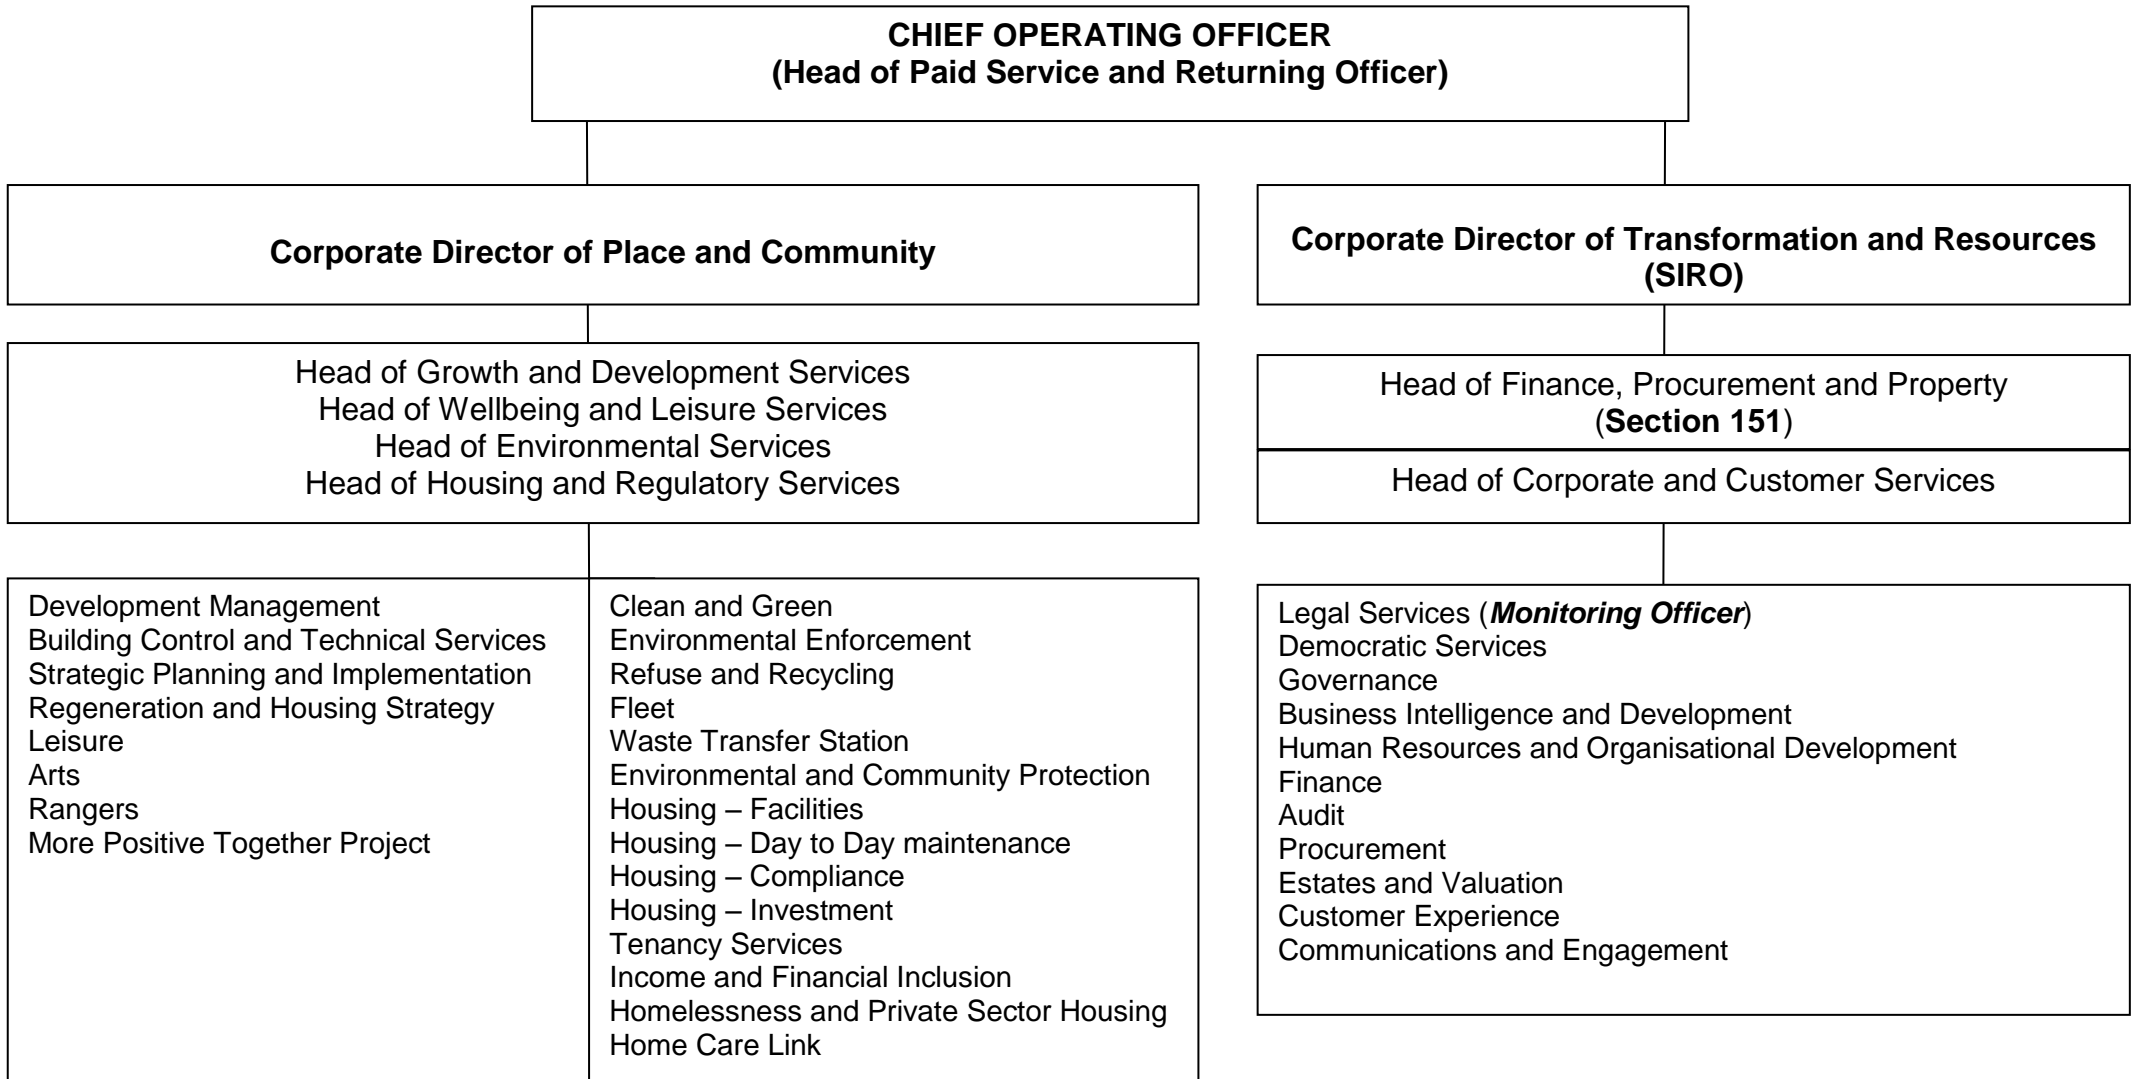 CHIEF OPERATING OFFICER
(Head of Paid Service and Returning Officer)
Corporate Director of Place and Community
Corporate Director of Transformation and Resources
(SIRO)
Head of Growth and Development Services
Head of Wellbeing and Leisure Services
Head of Environmental Services
Head of Housing and Regulatory Services
Head of Finance, Procurement and Property
(Section 151)
Head of Corporate and Customer Services
Development Management
Building Control and Technical Services
Strategic Planning and Implementation
Regeneration and Housing Strategy
Leisure
Arts
Rangers
More Positive Together Project
Clean and Green
Environmental Enforcement
Refuse and Recycling
Fleet
Waste Transfer Station
Environmental and Community Protection
Housing – Facilities
Housing – Day to Day maintenance
Housing – Compliance
Housing – Investment
Tenancy Services
Income and Financial Inclusion
Homelessness and Private Sector Housing
Home Care Link
Legal Services (Monitoring Officer)
Democratic Services
Governance
Business Intelligence and Development
Human Resources and Organisational Development
Finance
Audit
Procurement
Estates and Valuation
Customer Experience
Communications and Engagement